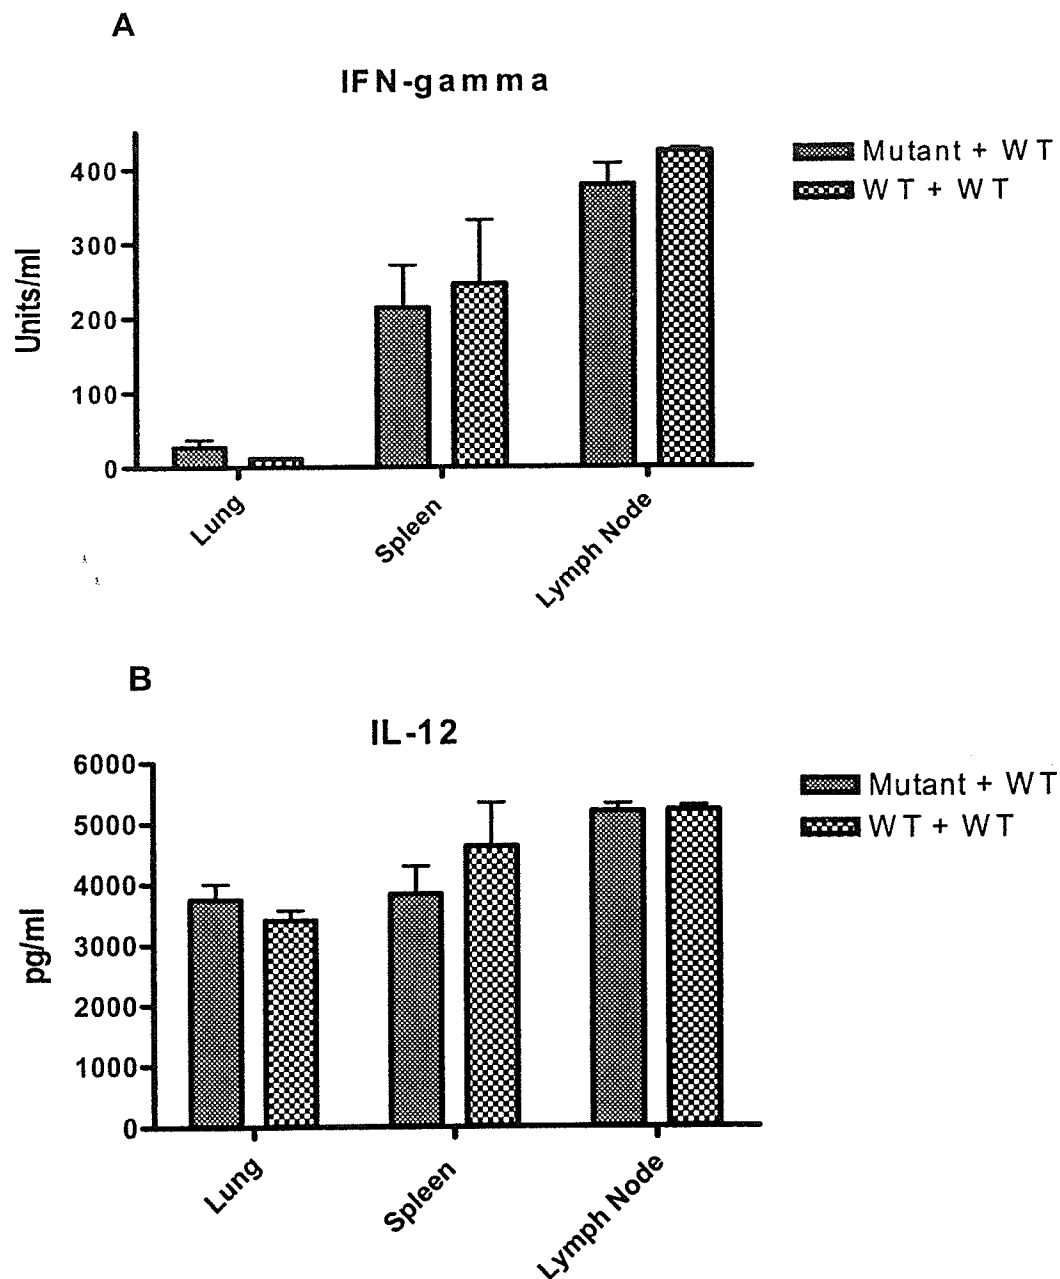 A
IFN-gamma
Mutant + WT
WT + WT
400
300
200
100
0
Units/ml
Lung
Spleen
Lymph Node
B
IL-12
Mutant + WT
WT + WT
6000
5000
4000
3000
2000
1000
0
pg/ml
Lung
Spleen
Lymph Node